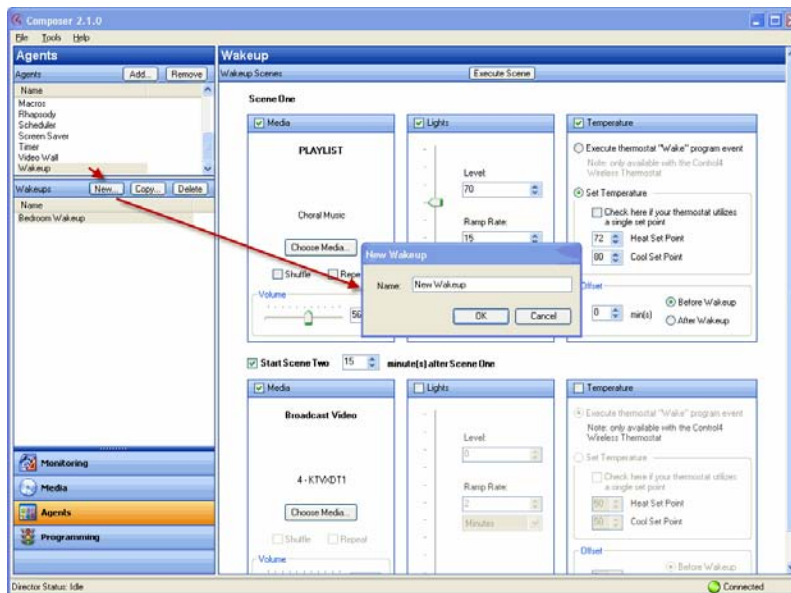 Composer 2.1.0
File Tools Help
Agents
Agents Add... Remove
Name
Macros
Rhapsody
Scheduler
Screen Saver
Timer
Video Wall
Wakeup
Wakeups New... Copy... Delete
Name
Bedroom Wakeup
Monitoring
Media
Agents
Programming
Wakeup
Wakeup Scenes Execute Scene
Scene One
Media
PLAYLIST
Choral Music
Choose Media...
Shuffle
Volume
56
Lights
Level:
70
Ramp Rate:
15
Temperature
Execute thermostat "Wake" program event
Note: only available with the Control4
Wireless Thermostat
Set Temperature
Check here if your thermostat utilizes
a single set point
72 Heat Set Point
80 Cool Set Point
Offset
0 min(s)
Before Wakeup
After Wakeup
New Wakeup
Name: New Wakeup
OK Cancel
Start Scene Two 15 minute(s) after Scene One
Media
Broadcast Video
4 - KTVXDT1
Choose Media...
Shuffle Repeat
Volume
Lights
Level:
0
Ramp Rate:
2
Minutes
Temperature
Execute thermostat "Wake" program event
Note: only available with the Control4
Wireless Thermostat
Set Temperature
Check here if your thermostat utilizes
a single set point
Heat Set Point
Cool Set Point
Offset
Before Wakeup
Director Status: Idle Connected